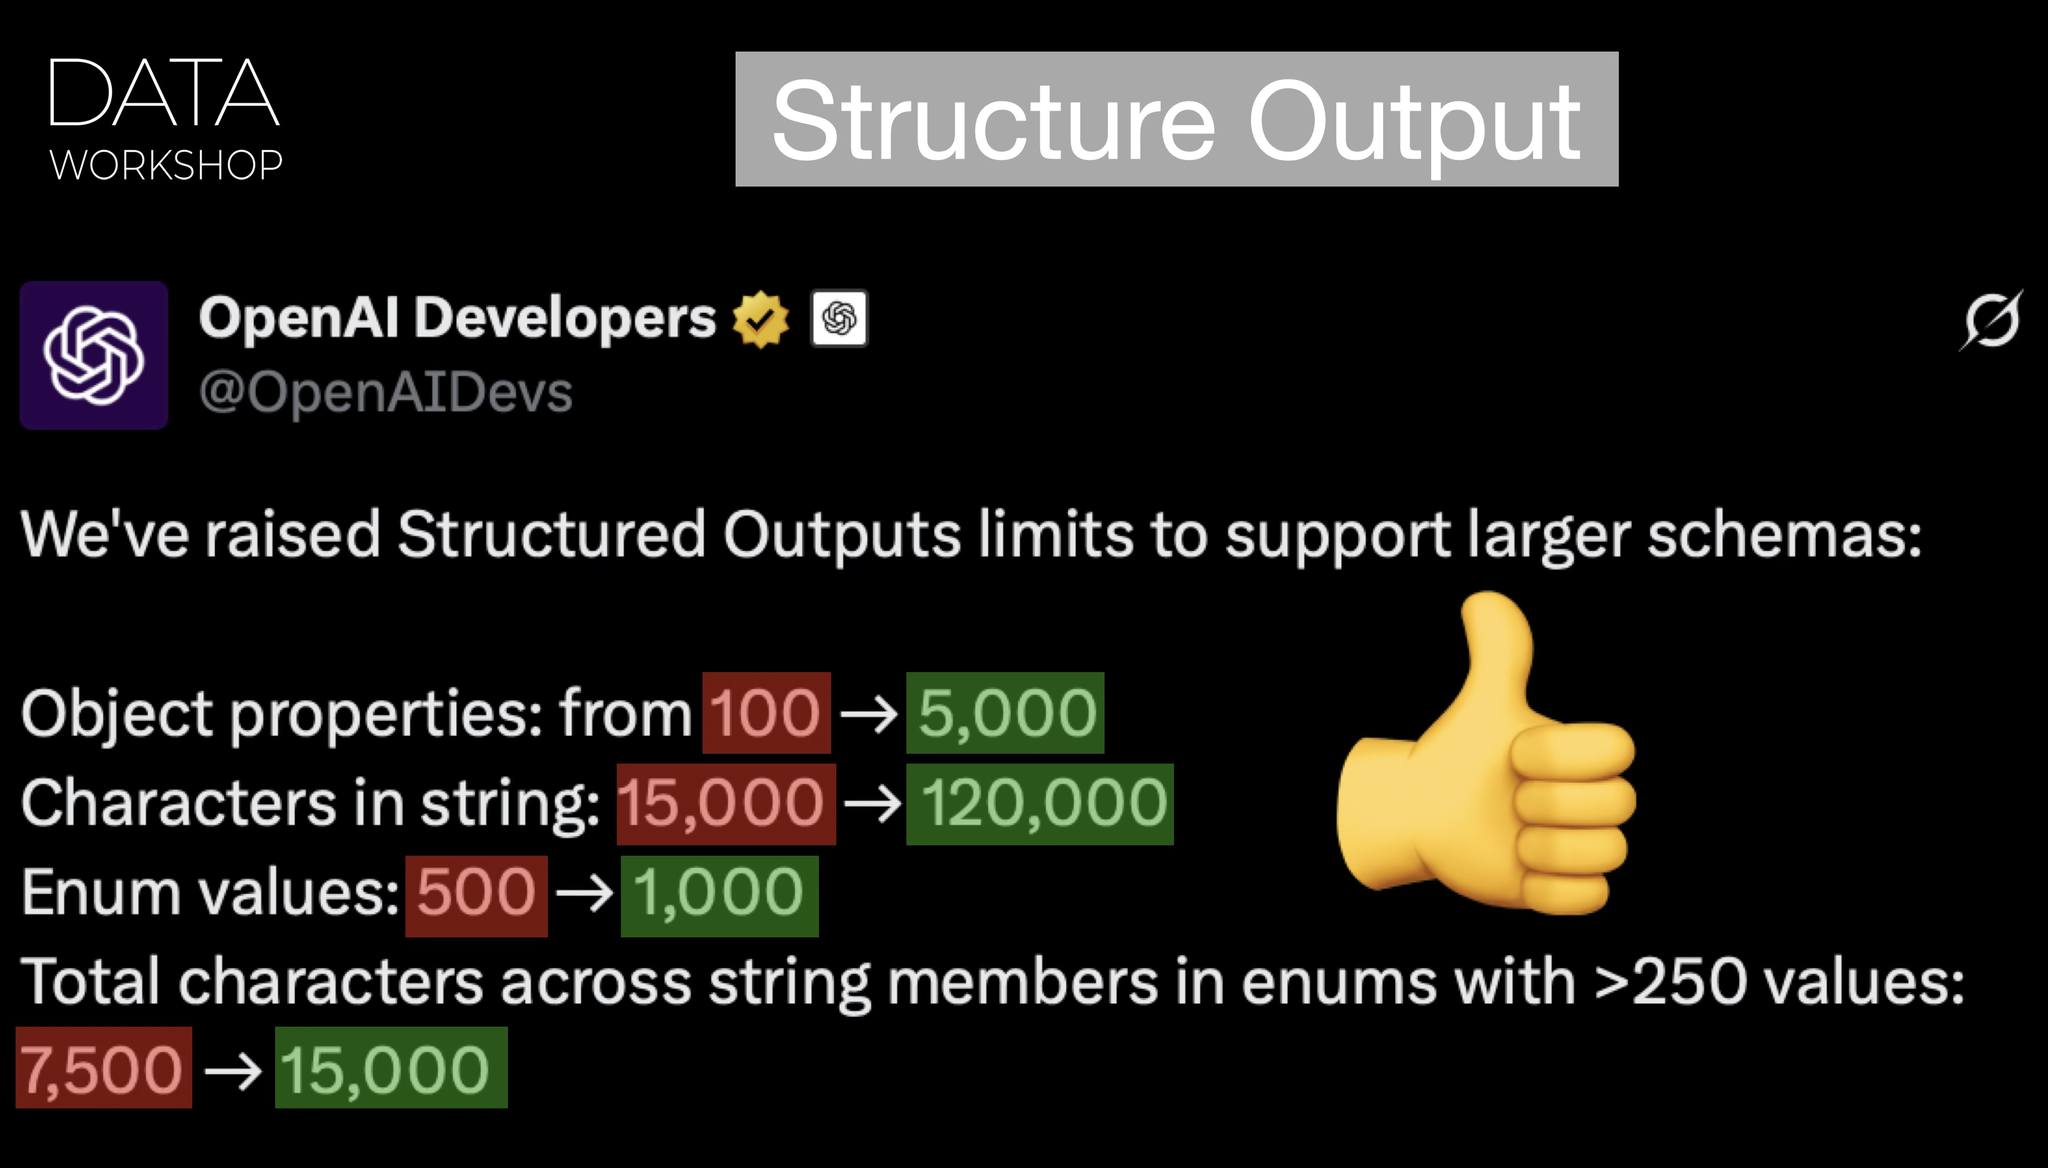 DATA
WORKSHOP
Structure Output
OpenAI Developers
@OpenAIDevs
We've raised Structured Outputs limits to support larger schemas:
Object properties: from 100 → 5,000
Characters in string: 15,000 → 120,000
Enum values: 500 → 1,000
Total characters across string members in enums with >250 values:
7,500 → 15,000